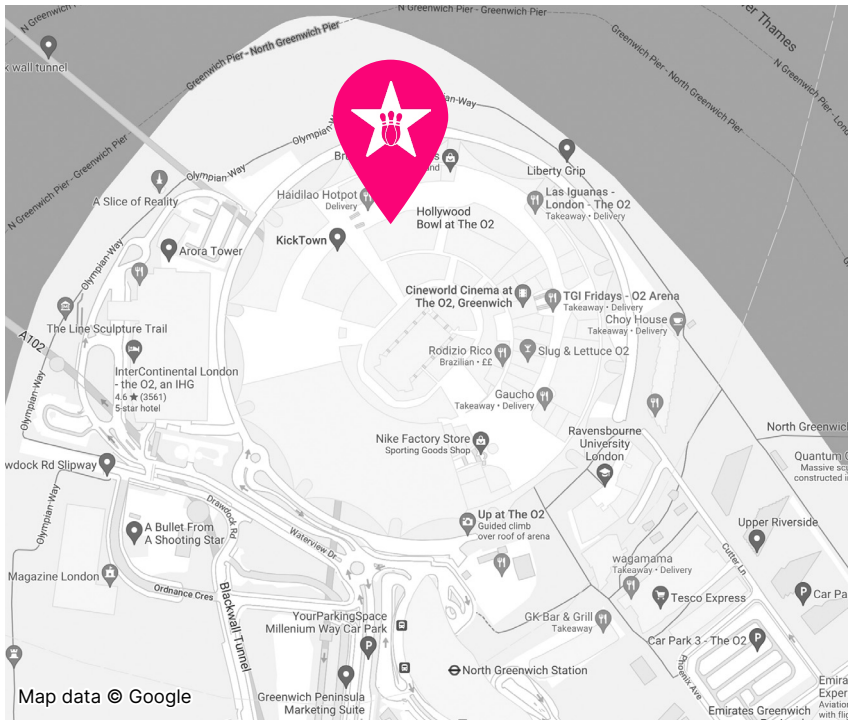 N Greenwich Pier
N Greenwich Pier - Greenwich Pier
Greenwich Pier - North Greenwich Pier
wall tunnel
Thames
Greenwich Pier - North Greenwich Pier
N Greenwich Pier - Greenwich Pier
Olympian-Way
Olympian-Way
Liberty Grip
Haidilao Hotpot
Delivery
Las Iguanas -
London - The O2
Takeaway • Delivery
A Slice of Reality
Hollywood
Bowl at The O2
KickTown
Arora Tower
Cineworld Cinema at
The O2, Greenwich
TGI Fridays - O2 Arena
Takeaway • Delivery
Choy House
Takeaway • Delivery
The Line Sculpture Trail
A102
Rodizio Rico
Brazilian • ££
Slug & Lettuce O2
InterContinental London
- the O2, an IHG
4.6 ★ (3561)
5-star hotel
Gaucho
Takeaway • Delivery
Olympian-Way
Nike Factory Store
Sporting Goods Shop
Ravensbourne
University
London
North Greenwich
Quantum
Massive
constructed
Rd Slipway
Drawdock Rd
Up at The O2
Guided climb
over roof of arena
Upper Riverside
A Bullet From
A Shooting Star
Waterview Dr
Cutter Ln
wagamama
Takeaway • Delivery
Magazine London
Ordnance Cres
Tesco Express
Car
Blackwall Tunnel
YourParkingSpace
Millenium Way Car Park
GK Bar & Grill
Takeaway
Car Park 3 - The O2
North Greenwich Station
Phoenix Ave
Greenwich Peninsula
Marketing Suite
Emirates Greenwich
Map data © Google